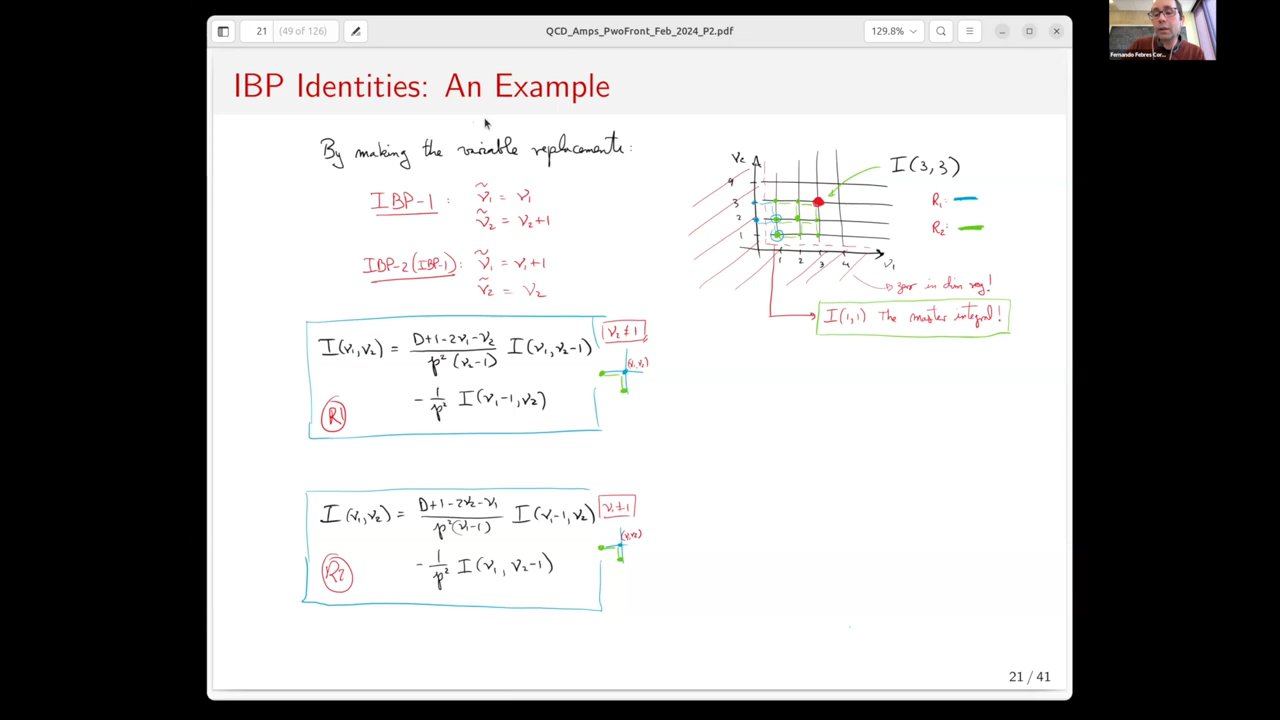 21 (49 of 126)
QCD_Amps_PwoFront_Feb_2024_P2.pdf
129.8%
Fernando Febres Cor...
IBP Identities: An Example
By making the variable replacements:
IBP-1 : ν̃₁ = ν₁
ν̃₂ = ν₂+1
IBP-2 (IBP-1) : ν̃₁ = ν₁+1
ν̃₂ = ν₂
I(ν₁,ν₂) = D+1-2ν₁-ν₂ / p²(ν₂-1) I(ν₁,ν₂-1)
ν₂≠1
(ν₁,ν₂)
- 1/p² I(ν₁-1,ν₂)
R1
I(ν₁,ν₂) = D+1-2ν₂-ν₁ / p²(ν₁-1) I(ν₁-1,ν₂)
ν₁≠1
(ν₁,ν₂)
- 1/p² I(ν₁,ν₂-1)
R2
ν₂
4
3
2
1
1 2 3 4 ν₁
I(3,3)
R₁:
R₂:
zero in dim reg!
I(1,1) The master integral!
21 / 41